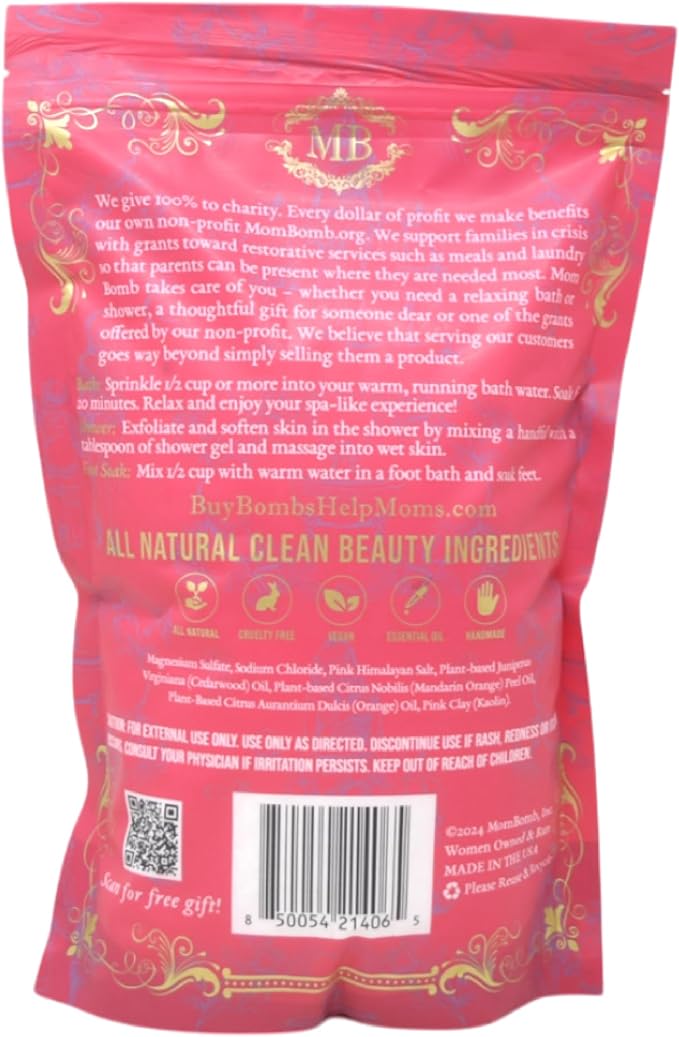 MB
We give 100% to charity. Every dollar of profit we make benefits
our own non-profit MomBomb.org. We support families in crisis
with grants toward restorative services such as meals and laundry
so that parents can be present where they are needed most. Mom
Bomb takes care of you – whether you need a relaxing bath or
shower, a thoughtful gift for someone dear or one of the grants
offered by our non-profit. We believe that serving our customers
goes way beyond simply selling them a product.
Bath: Sprinkle 1/2 cup or more into your warm, running bath water. Soak
20 minutes. Relax and enjoy your spa-like experience!
Exfoliate and soften skin in the shower by mixing a handful with a
tablespoon of shower gel and massage into wet skin.
Foot Soak: Mix 1/2 cup with warm water in a foot bath and soak feet.
BuyBombsHelpMoms.com
ALL NATURAL CLEAN BEAUTY INGREDIENTS
ALL NATURAL CRUELTY FREE VEGAN ESSENTIAL OIL HANDMADE
Magnesium Sulfate, Sodium Chloride, Pink Himalayan Salt, Plant-based Juniperus
Virginiana (Cedarwood) Oil, Plant-based Citrus Nobilis (Mandarin Orange) Peel Oil,
Plant-Based Citrus Aurantium Dulcis (Orange) Oil, Pink Clay (Kaolin).
FOR EXTERNAL USE ONLY. USE ONLY AS DIRECTED. DISCONTINUE USE IF RASH, REDNESS OR
CONSULT YOUR PHYSICIAN IF IRRITATION PERSISTS. KEEP OUT OF REACH OF CHILDREN.
Scan for free gift!
8 50054 21406 5
©2024 MomBomb,
Women Owned & Run
MADE IN THE USA
Please Reuse & Recycle